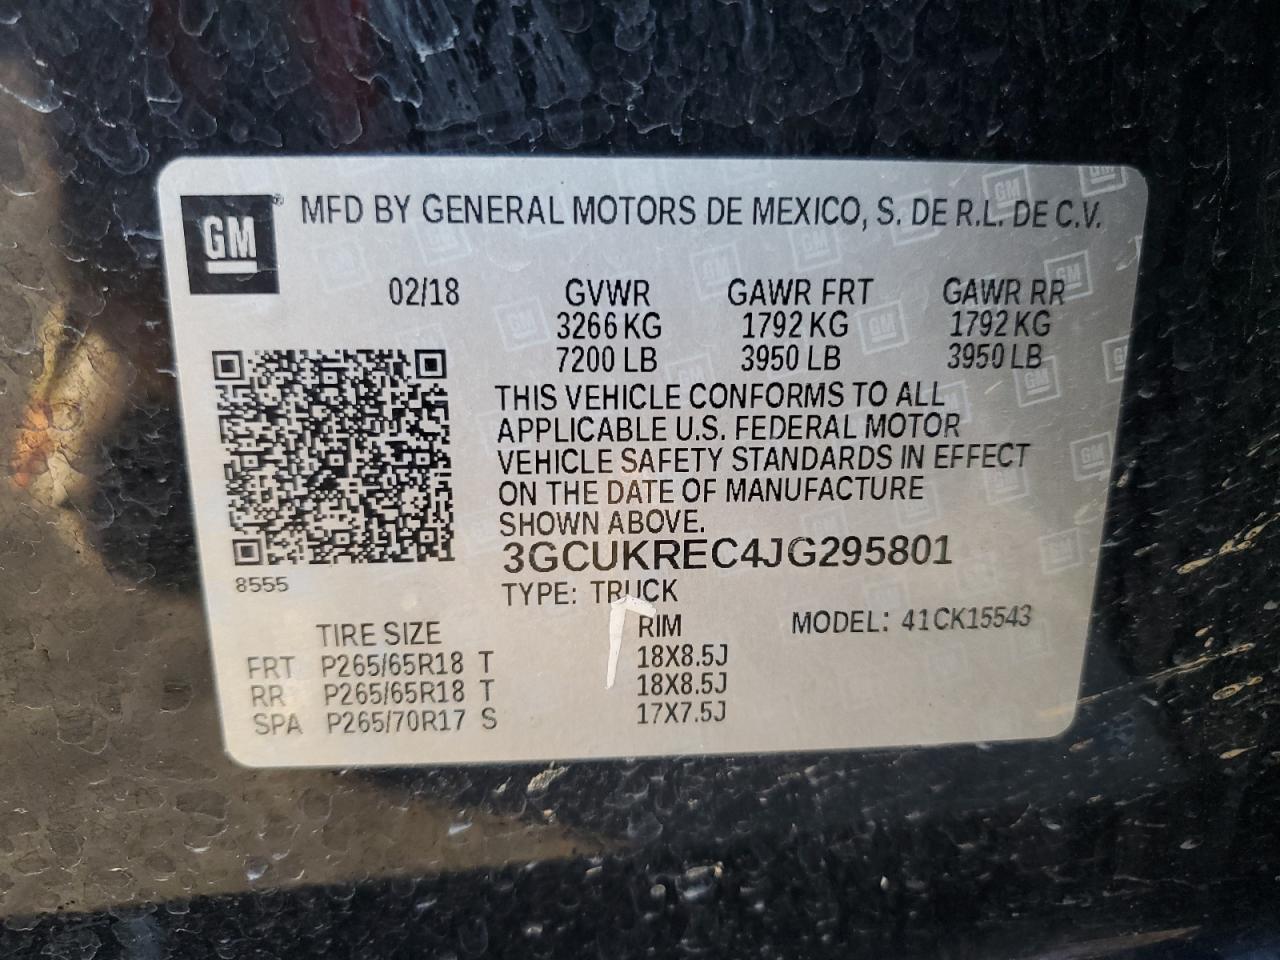 GM® MFD BY GENERAL MOTORS DE MEXICO, S. DE R.L. DE C.V.
02/18 GVWR GAWR FRT GAWR RR
3266 KG 1792 KG 1792 KG
7200 LB 3950 LB 3950 LB
THIS VEHICLE CONFORMS TO ALL
APPLICABLE U.S. FEDERAL MOTOR
VEHICLE SAFETY STANDARDS IN EFFECT
ON THE DATE OF MANUFACTURE
SHOWN ABOVE.
3GCUKREC4JG295801
8555
TYPE: TRUCK
TIRE SIZE RIM MODEL: 41CK15543
FRT P265/65R18 T 18X8.5J
RR P265/65R18 T 18X8.5J
SPA P265/70R17 S 17X7.5J